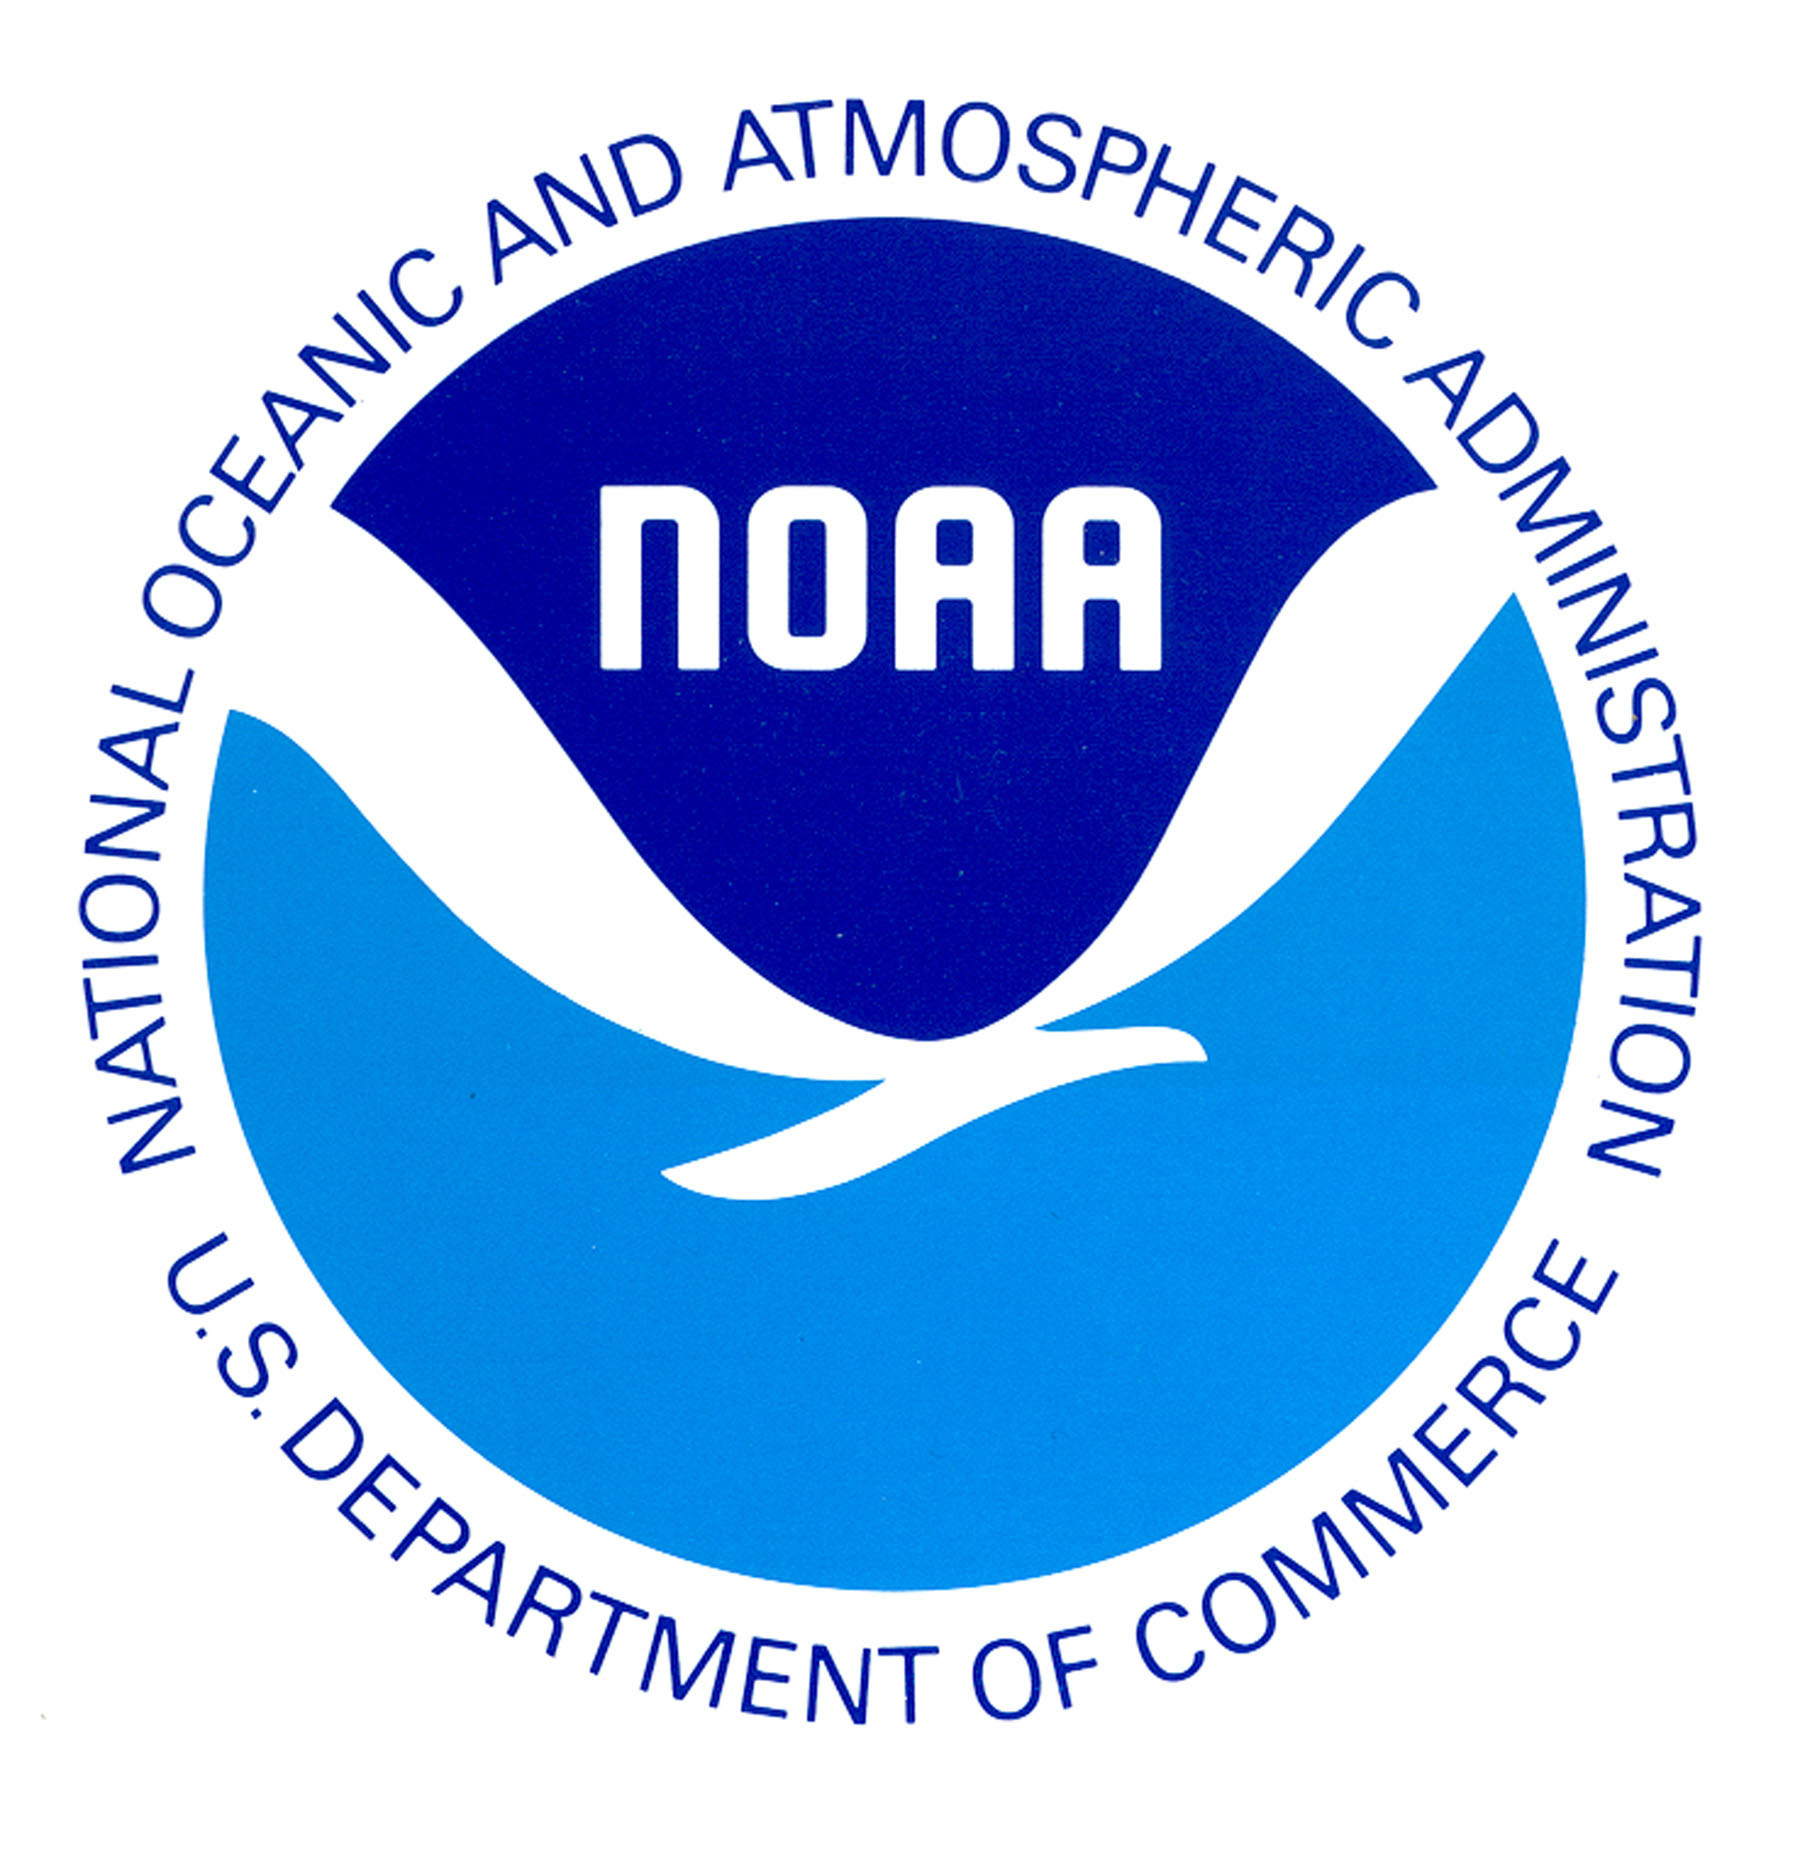 NATIONAL OCEANIC AND ATMOSPHERIC ADMINISTRATION
NOAA
U.S. DEPARTMENT OF COMMERCE